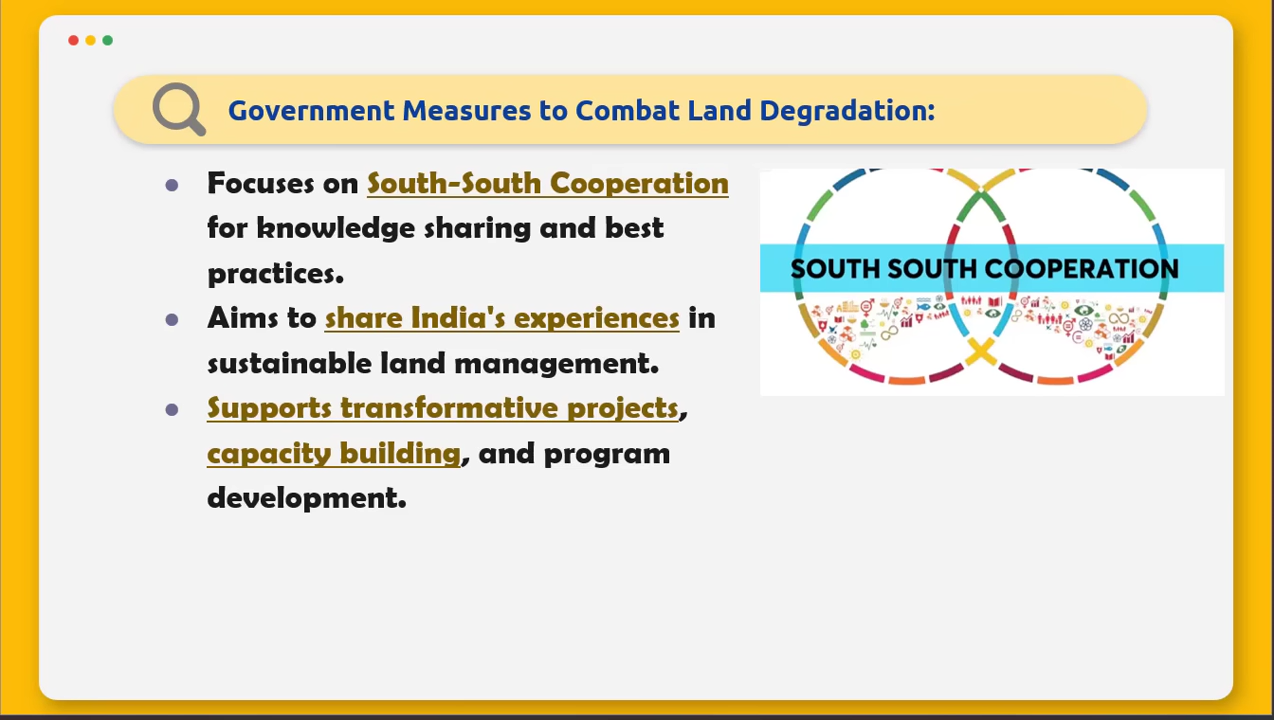 Government Measures to Combat Land Degradation:
Focuses on South-South Cooperation
for knowledge sharing and best
practices.
Aims to share India's experiences in
sustainable land management.
Supports transformative projects,
capacity building, and program
development.
SOUTH SOUTH COOPERATION